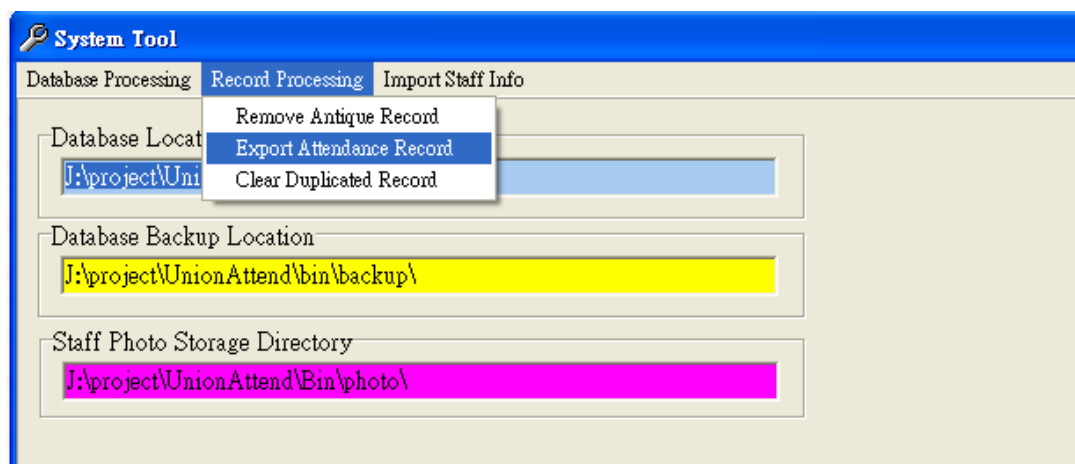 System Tool
Database Processing Record Processing Import Staff Info
Remove Antique Record
Export Attendance Record
Clear Duplicated Record
Database Locat
J:\project\Uni
Database Backup Location
J:\project\UnionAttend\bin\backup\
Staff Photo Storage Directory
J:\project\UnionAttend\Bin\photo\